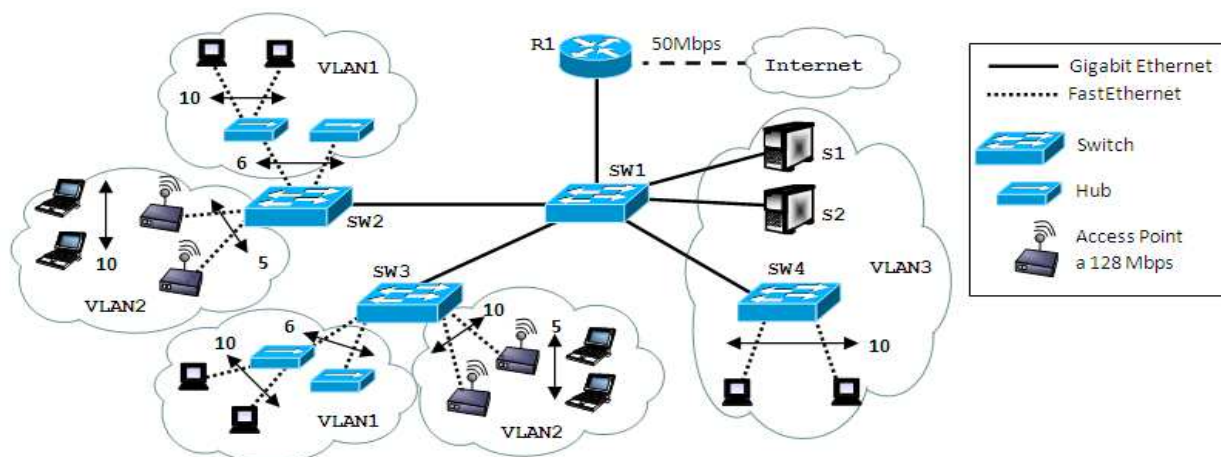 R1
50Mbps
Internet
VLAN1
10
6
SW2
10
5
VLAN2
SW1
S1
S2
SW3
6
10
VLAN1
10
5
VLAN2
SW4
VLAN3
10
Gigabit Ethernet
FastEthernet
Switch
Hub
Access Point
a 128 Mbps